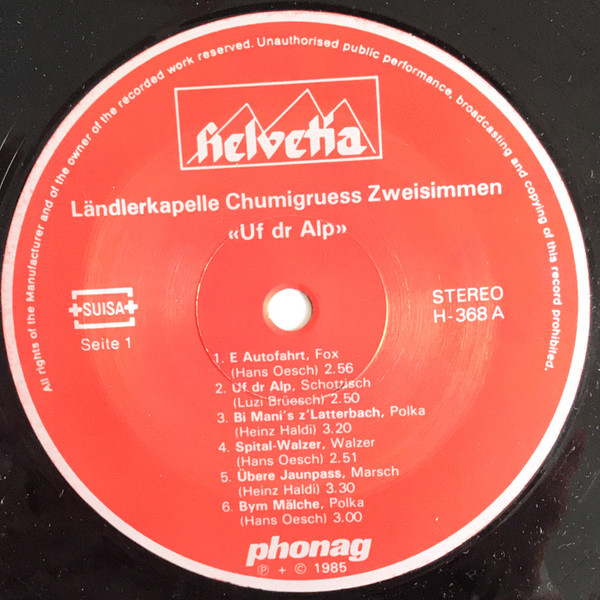 All rights of the Manufacturer and of the owner of the recorded work reserved. Unauthorised public performance, broadcasting and copying of this record prohibited.
Helvetia
Ländlerkapelle Chumigruess Zweisimmen
«Uf dr Alp»
SUISA
Seite 1
STEREO
H-368 A
1. E Autofahrt, Fox
(Hans Oesch) 2.56
2. Uf dr Alp, Schottisch
(Luzi Brüesch) 2.50
3. Bi Mani's z'Latterbach, Polka
(Heinz Haldi) 3.20
4. Spital-Walzer, Walzer
(Hans Oesch) 2.51
5. Übere Jaunpass, Marsch
(Heinz Haldi) 3.30
6. Bym Mälche, Polka
(Hans Oesch) 3.00
phonag
℗ + © 1985